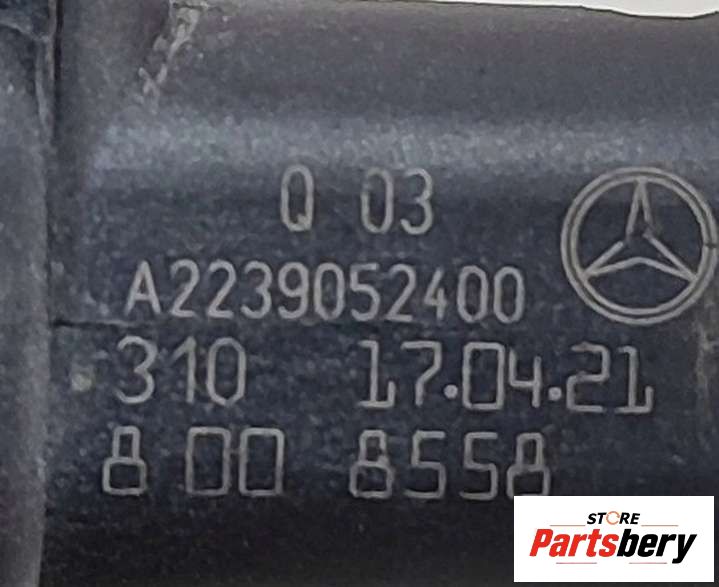 Q 03
A2239052400
310 17.04.21
8 00 8558
STORE
Partsbery